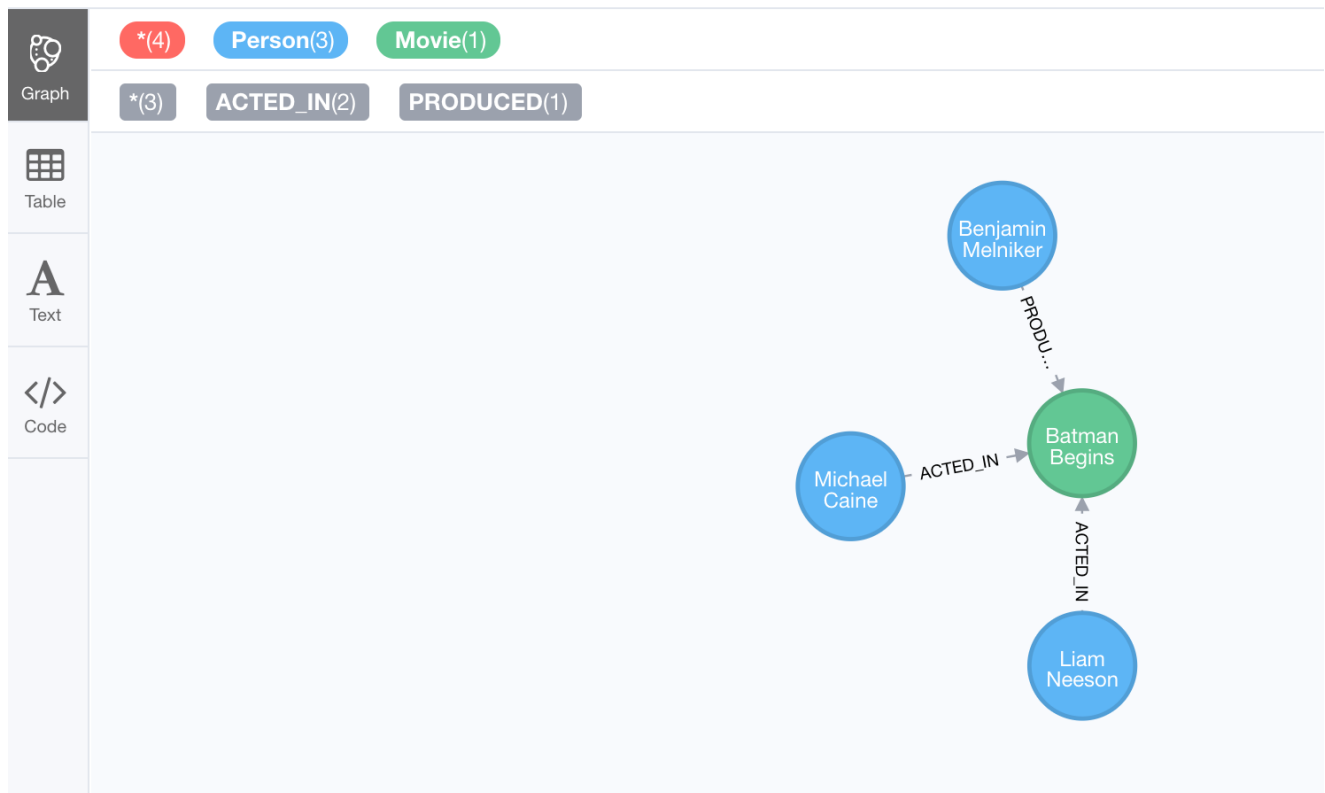 *(4) Person(3) Movie(1)
Graph
*(3) ACTED_IN(2) PRODUCED(1)
Table
Text
</> Code
Benjamin
Melniker
PRODU...
Batman
Begins
ACTED_IN
Michael
Caine
ACTED_IN
Liam
Neeson